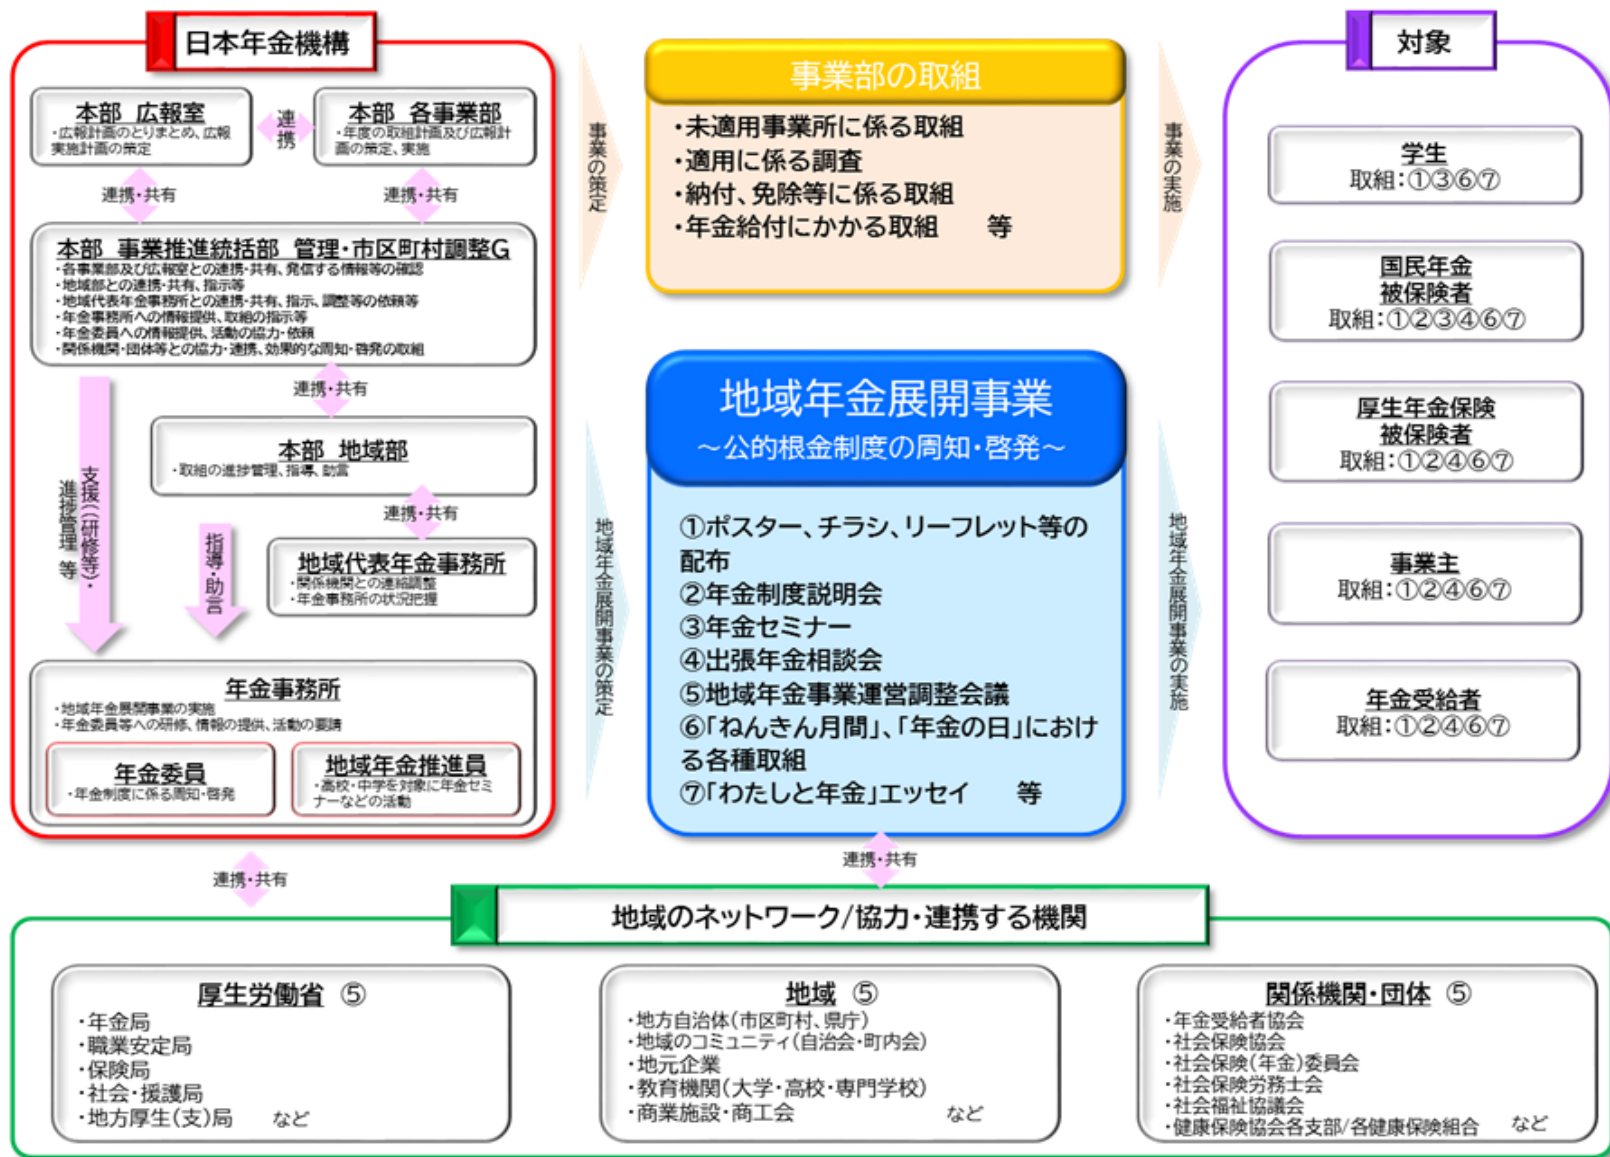 日本年金機構
本部 広報室
・広報計画のとりまとめ、広報
実施計画の策定
連携
本部 各事業部
・年度の取組計画及び広報計
画の策定、実施
連携・共有
連携・共有
本部 事業推進統括部 管理・市区町村調整G
・各事業部及び広報室との連携・共有、発信する情報等の確認
・地域部との連携・共有、指示等
・地域代表年金事務所との連携・共有、指示、調整等の依頼等
・年金事務所への情報提供、取組の指示等
・年金委員への情報提供、活動の協力・依頼
・関係機関・団体等との協力・連携、効果的な周知・啓発の取組
連携・共有
本部 地域部
・取組の進捗管理、指導、助言
支援((研修等)・
進捗管理 等
連携・共有
指導・助言
地域代表年金事務所
・関係機関との連絡調整
・年金事務所の状況把握
年金事務所
・地域年金展開事業の実施
・年金委員等への研修、情報の提供、活動の要請
年金委員
・年金制度に係る周知・啓発
地域年金推進員
・高校・中学を対象に年金セミ
ナーなどの活動
事業の策定
事業部の取組
・未適用事業所に係る取組
・適用に係る調査
・納付、免除等に係る取組
・年金給付にかかる取組 等
事業の実施
地域年金展開事業の策定
地域年金展開事業
～公的根金制度の周知・啓発～
①ポスター、チラシ、リーフレット等の
配布
②年金制度説明会
③年金セミナー
④出張年金相談会
⑤地域年金事業運営調整会議
⑥「ねんきん月間」、「年金の日」におけ
る各種取組
⑦「わたしと年金」エッセイ 等
地域年金展開事業の実施
対象
学生
取組：①③⑥⑦
国民年金
被保険者
取組：①②③④⑥⑦
厚生年金保険
被保険者
取組：①②④⑥⑦
事業主
取組：①②④⑥⑦
年金受給者
取組：①②④⑥⑦
連携・共有
連携・共有
地域のネットワーク/協力・連携する機関
厚生労働省 ⑤
・年金局
・職業安定局
・保険局
・社会・援護局
・地方厚生(支)局 など
地域 ⑤
・地方自治体(市区町村、県庁)
・地域のコミュニティ(自治会・町内会)
・地元企業
・教育機関(大学・高校・専門学校)
・商業施設・商工会 など
関係機関・団体 ⑤
・年金受給者協会
・社会保険協会
・社会保険(年金)委員会
・社会保険労務士会
・社会福祉協議会
・健康保険協会各支部/各健康保険組合 など